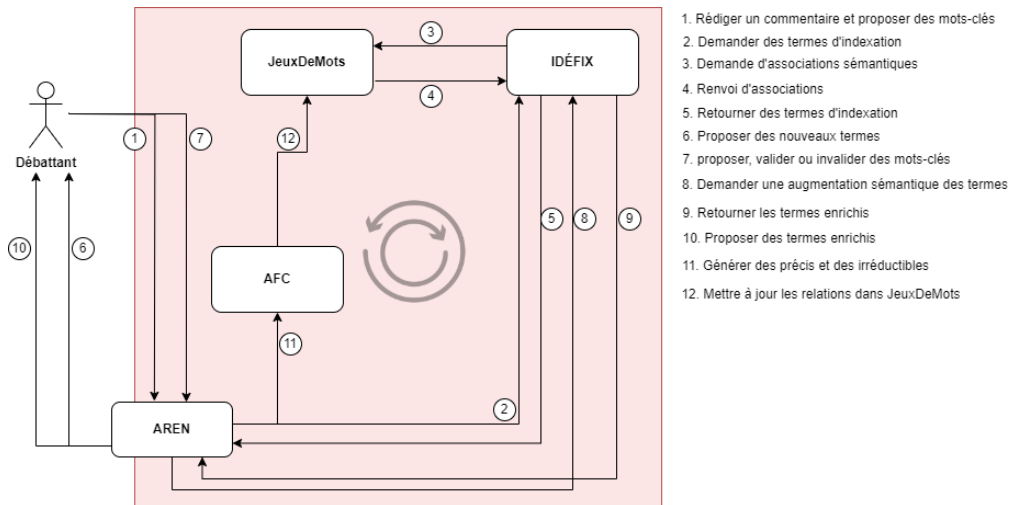 JeuxDeMots
3
IDÉFIX
4
1
7
12
Débattant
10
6
5
8
9
AFC
11
2
AREN
1. Rédiger un commentaire et proposer des mots-clés
2. Demander des termes d'indexation
3. Demande d'associations sémantiques
4. Renvoi d'associations
5. Retourner des termes d'indexation
6. Proposer des nouveaux termes
7. proposer, valider ou invalider des mots-clés
8. Demander une augmentation sémantique des termes
9. Retourner les termes enrichis
10. Proposer des termes enrichis
11. Générer des précis et des irréductibles
12. Mettre à jour les relations dans JeuxDeMots